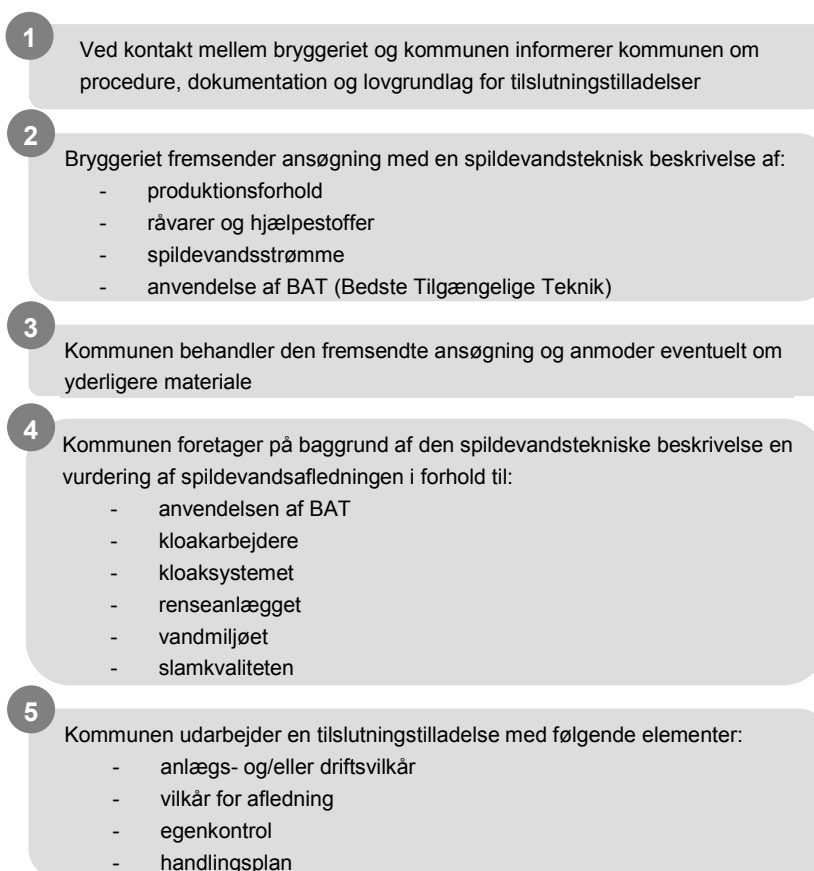 1
Ved kontakt mellem bryggeriet og kommunen informerer kommunen om
procedure, dokumentation og lovgrundlag for tilslutningstilladelser
2
Bryggeriet fremsender ansøgning med en spildevandsteknisk beskrivelse af:
- produktionsforhold
- råvarer og hjælpestoffer
- spildevandsstrømme
- anvendelse af BAT (Bedste Tilgængelige Teknik)
3
Kommunen behandler den fremsendte ansøgning og anmoder eventuelt om
yderligere materiale
4
Kommunen foretager på baggrund af den spildevandstekniske beskrivelse en
vurdering af spildevandsafledningen i forhold til:
- anvendelsen af BAT
- kloakarbejdere
- kloaksystemet
- renseanlægget
- vandmiljøet
- slamkvaliteten
5
Kommunen udarbejder en tilslutningstilladelse med følgende elementer:
- anlægs- og/eller driftsvilkår
- vilkår for afledning
- egenkontrol
- handlingsplan